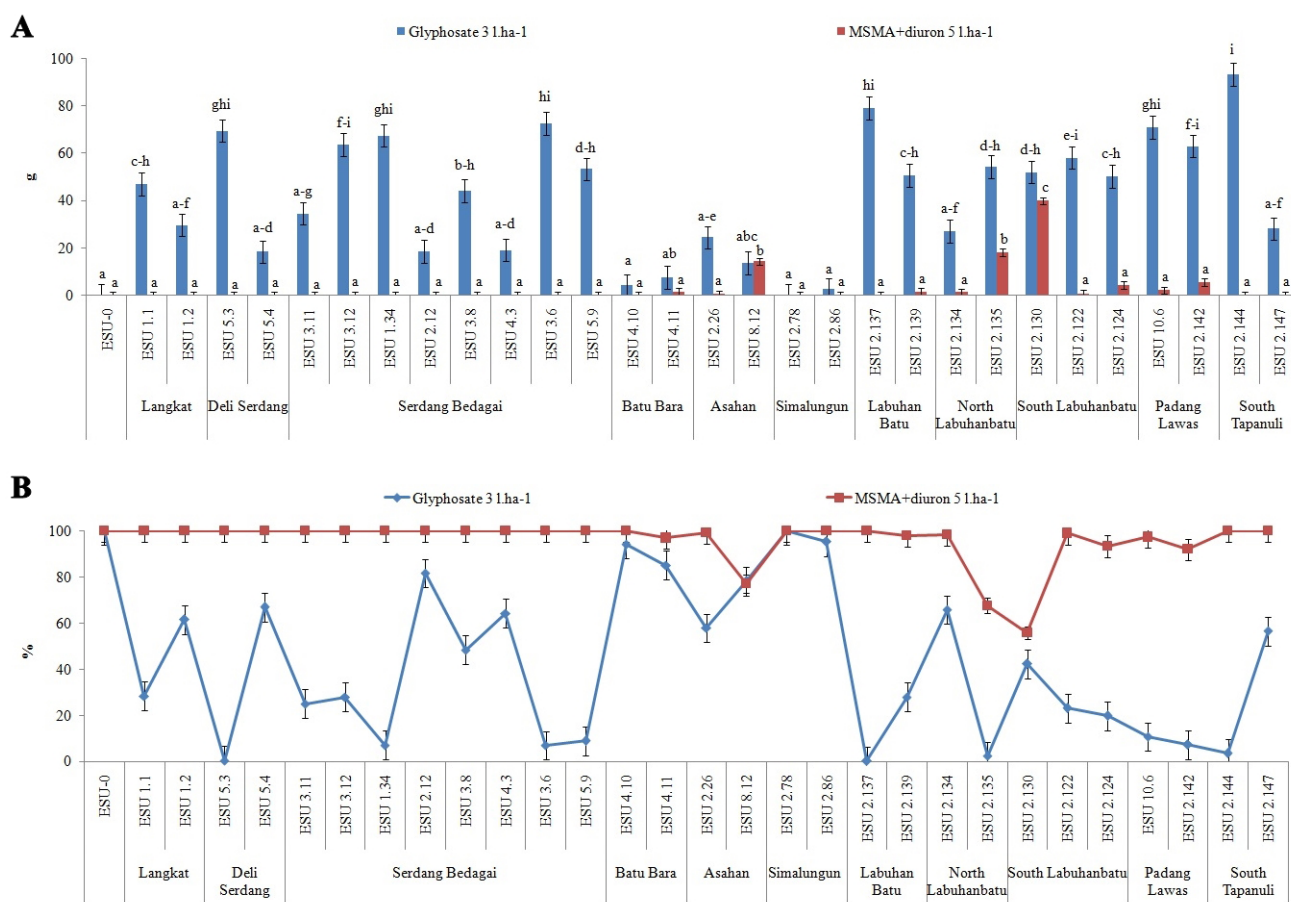 A
Glyphosate 3 l.ha-1
MSMA+diuron 5 l.ha-1
100
80
60
40
20
0
g
a a c-h a a-f a ghi a a-d a a-g a f-i a ghi a a-d a b-h a a-d a hi a d-h a a a ab a a-e a abc b a a a a hi a c-h a a-f a d-h b d-h c e-i a c-h a ghi a f-i a i a a-f a
ESU-0
ESU 1.1
ESU 1.2
ESU 5.3
ESU 5.4
ESU 3.11
ESU 3.12
ESU 1.34
ESU 2.12
ESU 3.8
ESU 4.3
ESU 3.6
ESU 5.9
ESU 4.10
ESU 4.11
ESU 2.26
ESU 8.12
ESU 2.78
ESU 2.86
ESU 2.137
ESU 2.139
ESU 2.134
ESU 2.135
ESU 2.130
ESU 2.122
ESU 2.124
ESU 10.6
ESU 2.142
ESU 2.144
ESU 2.147
Langkat
Deli Serdang
Serdang Bedagai
Batu Bara
Asahan
Simalungun
Labuhan
Batu
North
Labuhanbatu
South Labuhanbatu
Padang
Lawas
South
Tapanuli
B
Glyphosate 3 l.ha-1
MSMA+diuron 5 l.ha-1
100
80
60
40
20
0
%
ESU-0
ESU 1.1
ESU 1.2
ESU 5.3
ESU 5.4
ESU 3.11
ESU 3.12
ESU 1.34
ESU 2.12
ESU 3.8
ESU 4.3
ESU 3.6
ESU 5.9
ESU 4.10
ESU 4.11
ESU 2.26
ESU 8.12
ESU 2.78
ESU 2.86
ESU 2.137
ESU 2.139
ESU 2.134
ESU 2.135
ESU 2.130
ESU 2.122
ESU 2.124
ESU 10.6
ESU 2.142
ESU 2.144
ESU 2.147
Langkat
Deli
Serdang
Serdang Bedagai
Batu Bara
Asahan
Simalungun
Labuhan
Batu
North
Labuhanbatu
South Labuhanbatu
Padang
Lawas
South
Tapanuli